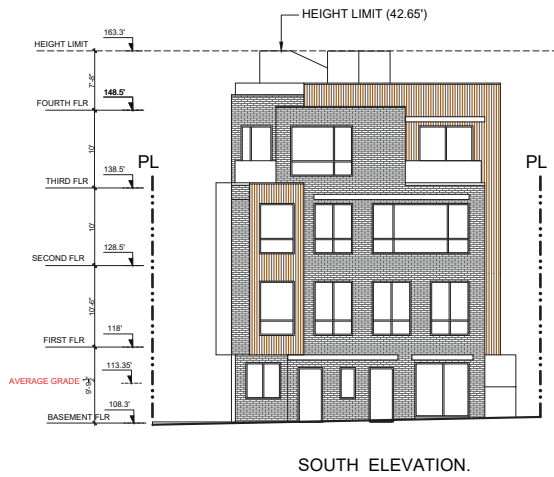 HEIGHT LIMIT (42.65')
163.3'
HEIGHT LIMIT
7'-8"
148.5'
FOURTH FLR
10'
PL
PL
138.5'
THIRD FLR
10'
128.5'
SECOND FLR
10'-6"
118'
FIRST FLR
113.35'
AVERAGE GRADE
108.3'
BASEMENT FLR
SOUTH ELEVATION.